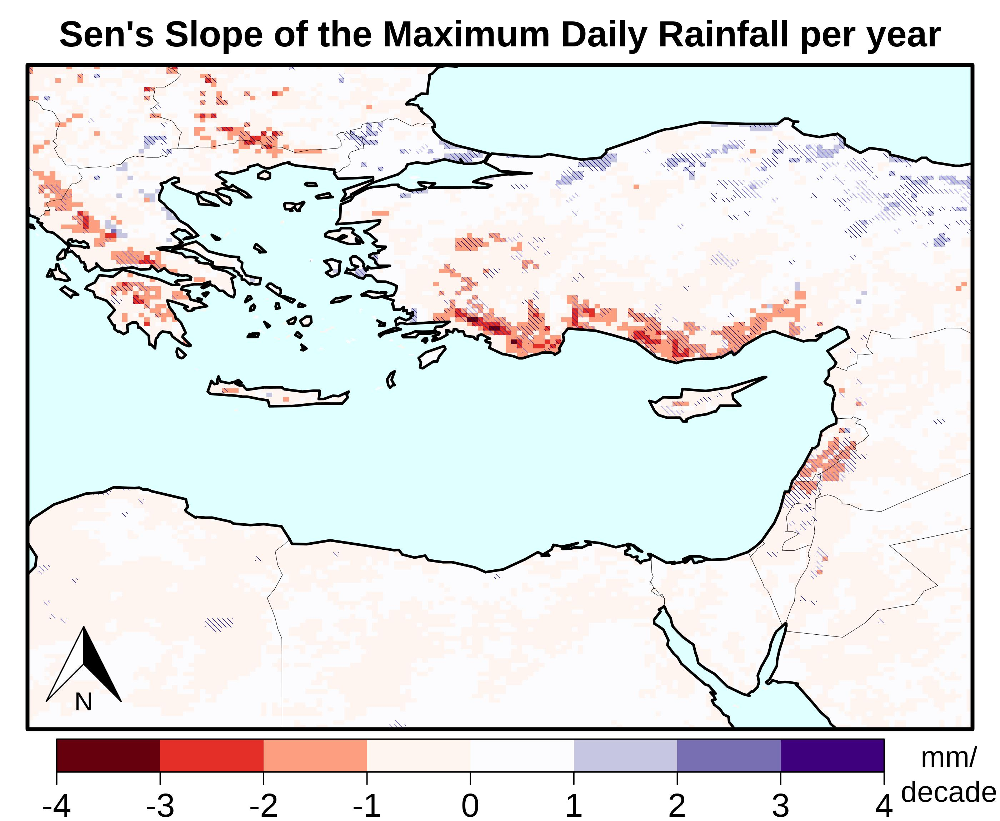 Sen's Slope of the Maximum Daily Rainfall per year
N
mm/
decade
-4 -3 -2 -1 0 1 2 3 4